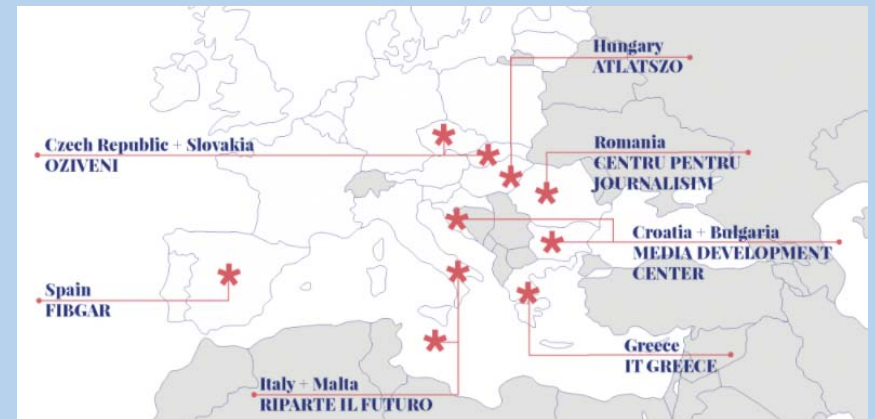 Hungary
ATLATSZO
Czech Republic + Slovakia
OZIVENI
Romania
CENTRU PENTRU
JOURNALISIM
Croatia + Bulgaria
MEDIA DEVELOPMENT
CENTER
Spain
FIBGAR
Greece
IT GREECE
Italy + Malta
RIPARTE IL FUTURO